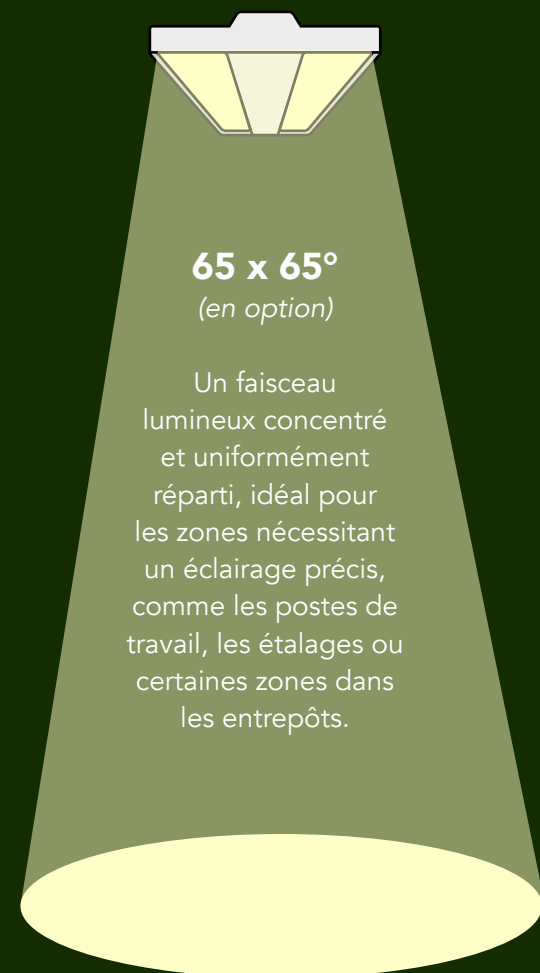 65 x 65°
(en option)
Un faisceau
lumineux concentré
et uniformément
réparti, idéal pour
les zones nécessitant
un éclairage précis,
comme les postes de
travail, les étalages ou
certaines zones dans
les entrepôts.